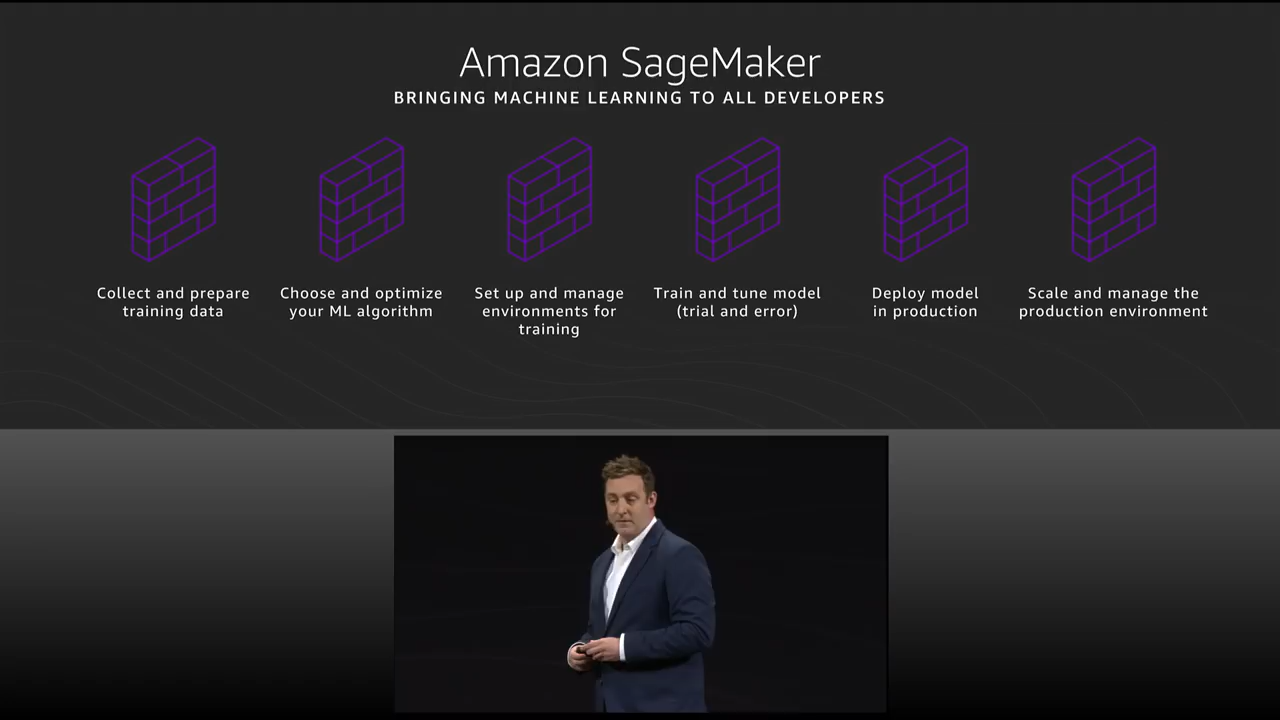 Amazon SageMaker
BRINGING MACHINE LEARNING TO ALL DEVELOPERS
Collect and prepare
training data
Choose and optimize
your ML algorithm
Set up and manage
environments for
training
Train and tune model
(trial and error)
Deploy model
in production
Scale and manage the
production environment